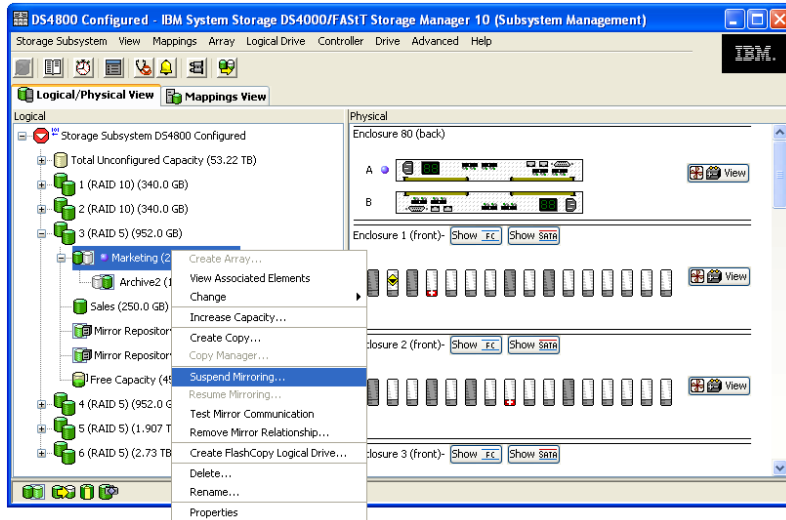 DS4800 Configured - IBM System Storage DS4000/FAStT Storage Manager 10 (Subsystem Management)
Storage Subsystem View Mappings Array Logical Drive Controller Drive Advanced Help
IBM.
Logical/Physical View Mappings View
Logical
Storage Subsystem DS4800 Configured
Total Unconfigured Capacity (53.22 TB)
1 (RAID 10) (340.0 GB)
2 (RAID 10) (340.0 GB)
3 (RAID 5) (952.0 GB)
Marketing (2
Archive2 (1
Sales (250.0 GB)
Mirror Repositor
Mirror Repositor
Free Capacity (45
4 (RAID 5) (952.0 G
5 (RAID 5) (1.907 T
6 (RAID 5) (2.73 TB
Create Array...
View Associated Elements
Change
Increase Capacity...
Create Copy...
Copy Manager...
Suspend Mirroring...
Resume Mirroring...
Test Mirror Communication
Remove Mirror Relationship...
Create FlashCopy Logical Drive...
Delete...
Rename...
Properties
Physical
Enclosure 80 (back)
A
View
B
Enclosure 1 (front)- Show FC Show SATA
View
closure 2 (front)- Show FC Show SATA
View
closure 3 (front)- Show FC Show SATA